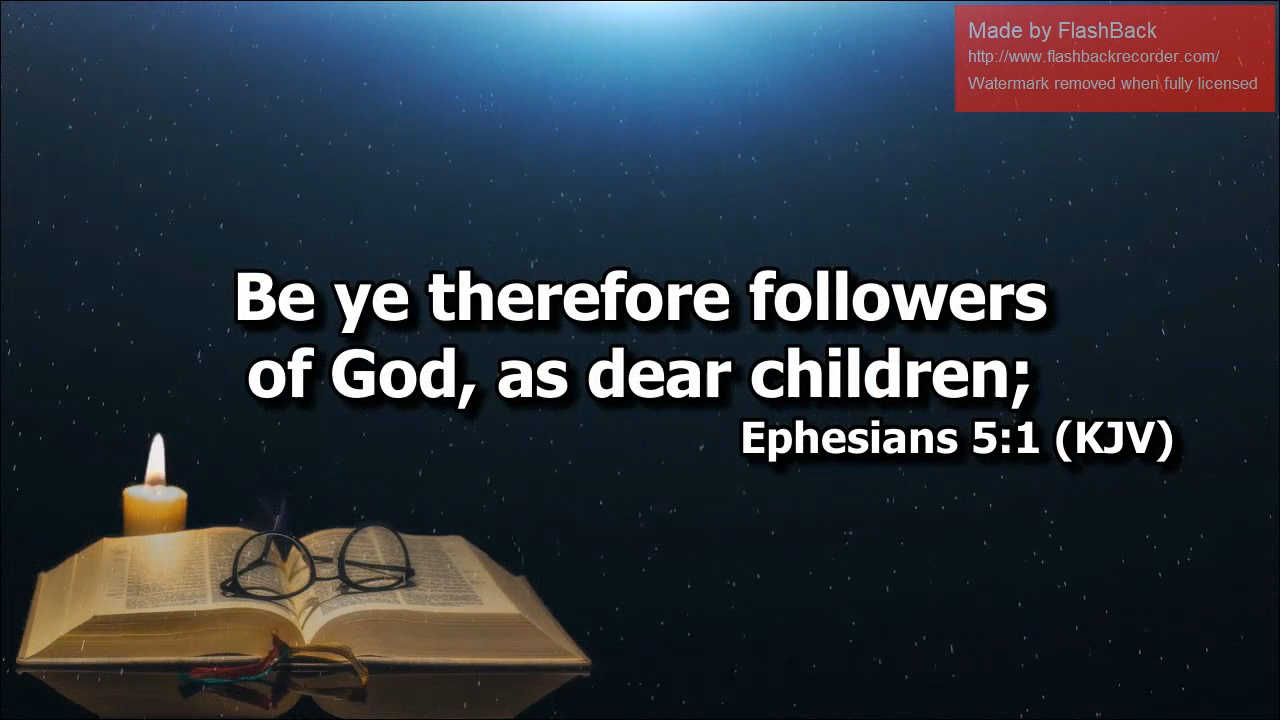 Made by FlashBack
http://www.flashbackrecorder.com/
Watermark removed when fully licensed
Be ye therefore followers
of God, as dear children;
Ephesians 5:1 (KJV)